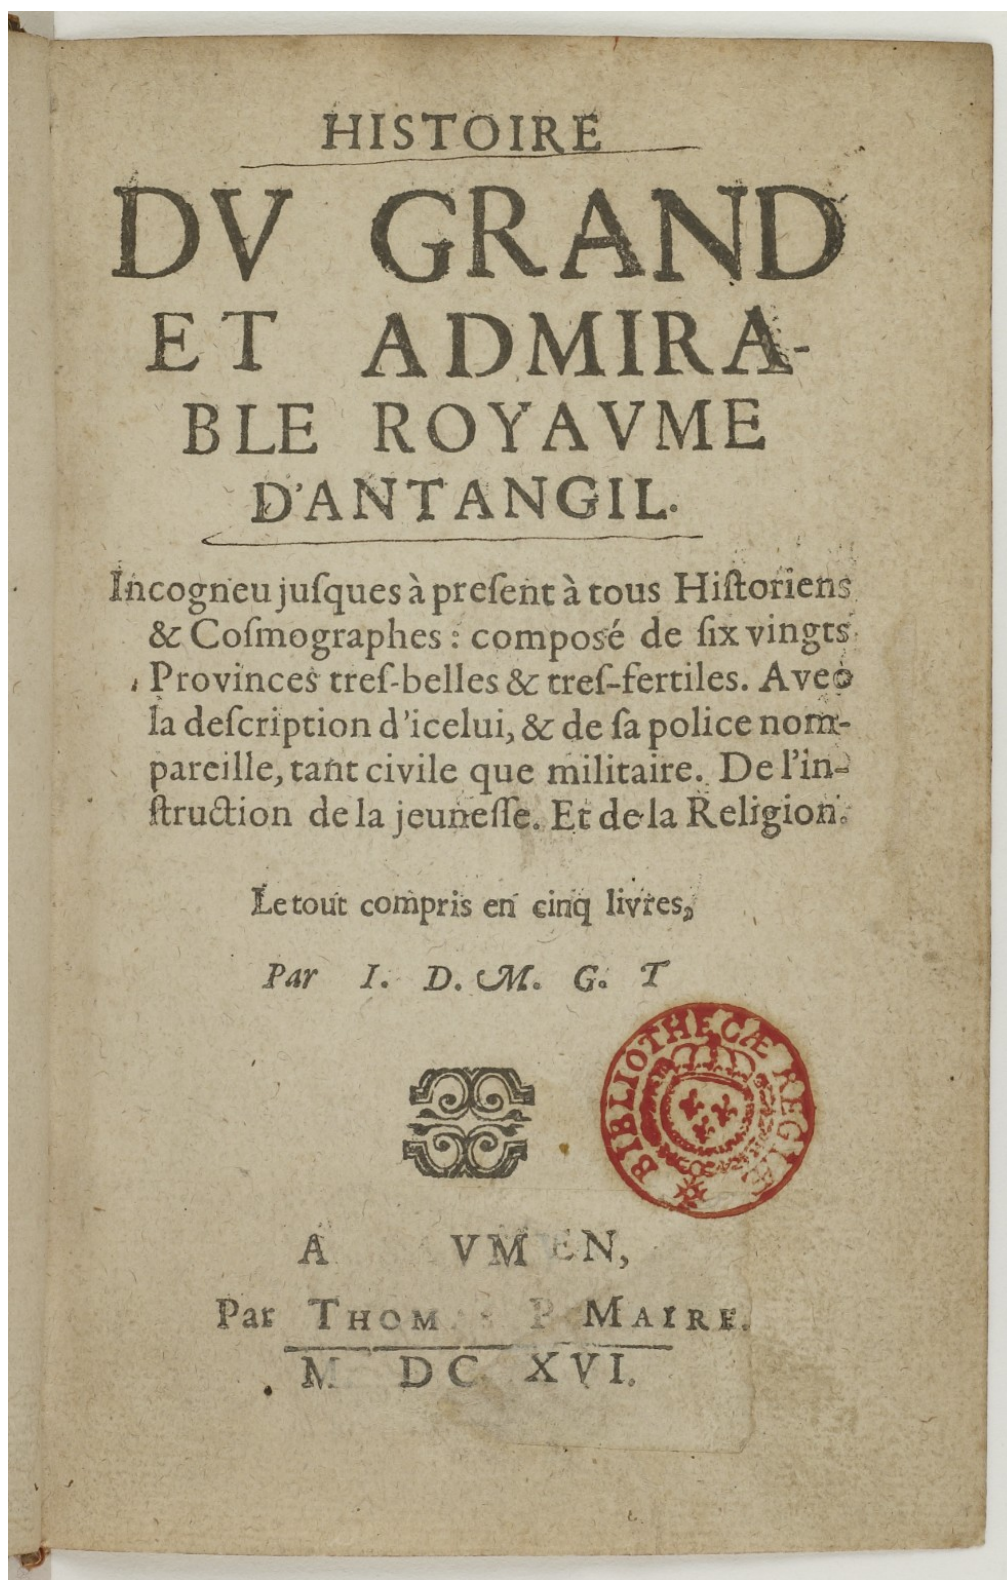 HISTOIRE
DV GRAND
ET ADMIRA-
BLE ROYAVME
D'ANTANGIL.
Incogneu juſques à preſent à tous Hiſtoriens
& Coſmographes : compoſé de ſix vingts
Provinces treſ-belles & treſ-fertiles. Avec
la deſcription d'icelui, & de ſa police nom-
pareille, tant civile que militaire. De l'in-
ſtruction de la jeuneſſe. Et de la Religion.
Le tout compris en cinq livres,
Par I. D. M. G. T
BIBLIOTHECÆ REGIÆ
A
Par MAIRE.
M DC XVI.